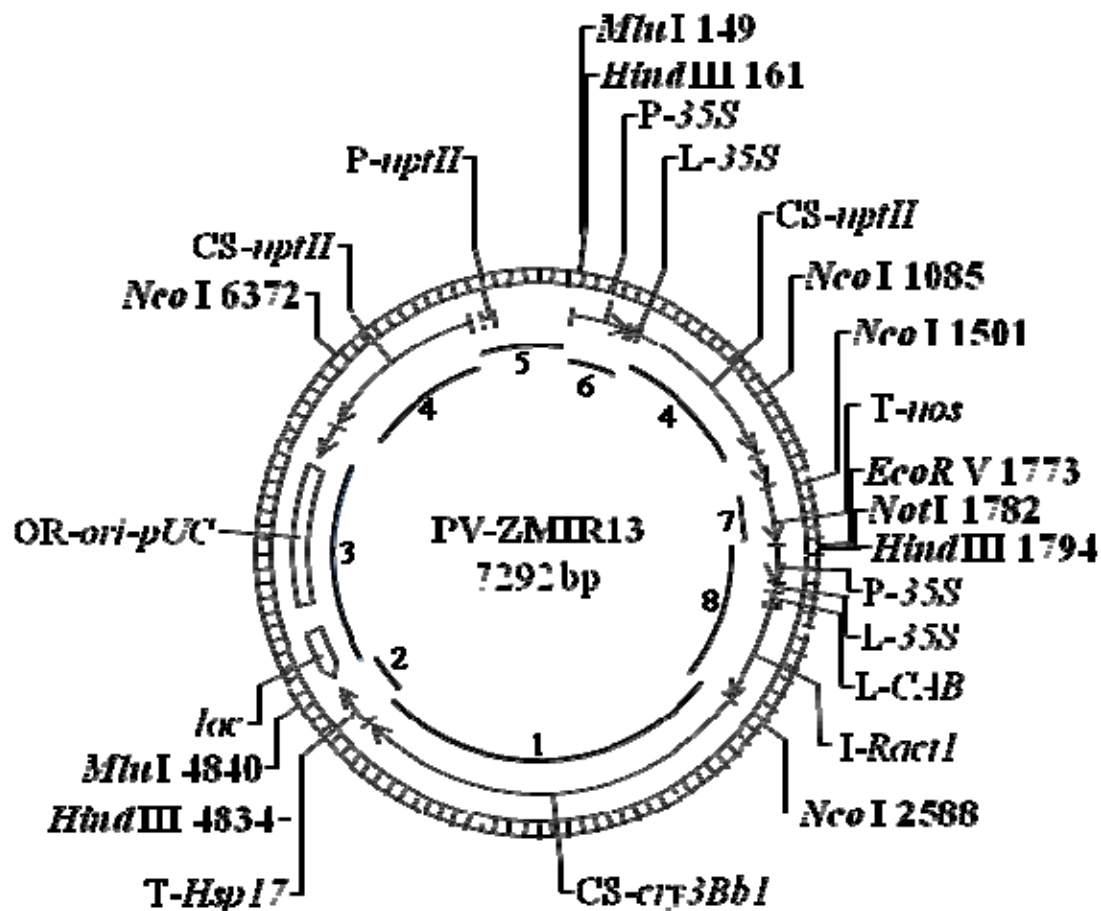 MluI 149
HindIII 161
P-35S
L-35S
P-nptII
CS-nptII
CS-nptII
NcoI 6372
NcoI 1085
NcoI 1501
T-nos
EcoR V 1773
NotI 1782
HindIII 1794
P-35S
L-35S
L-CAB
I-Ract1
NcoI 2588
CS-cry3Bb1
T-Hsp17
HindIII 4834
MluI 4840
lac
OR-ori-pUC
PV-ZMIR13
7292 bp
5
6
4
4
7
3
8
2
1